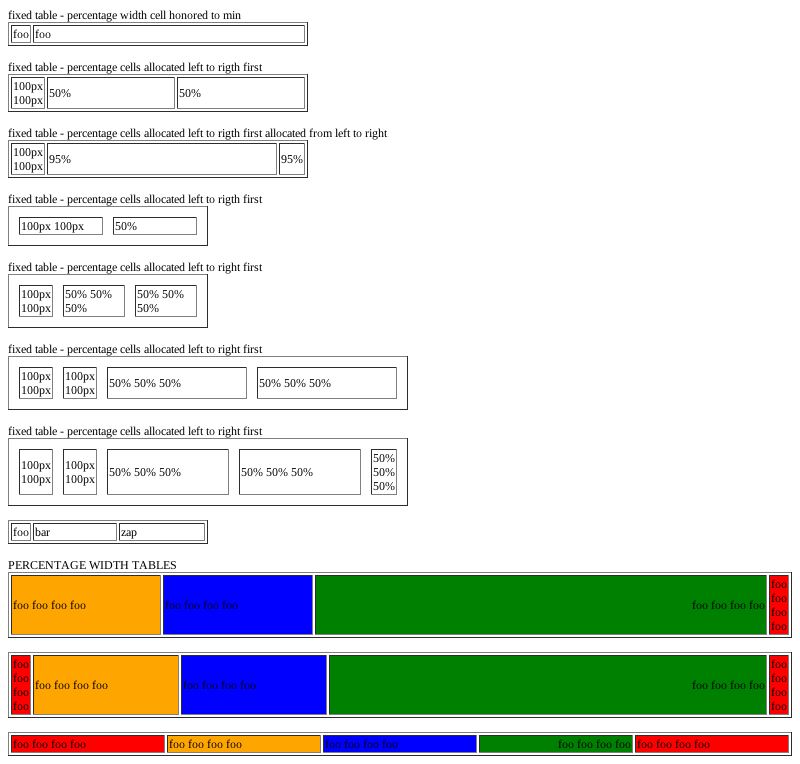 fixed table - percentage width cell honored to min
foo foo
fixed table - percentage cells allocated left to rigth first
100px 50% 50%
100px
fixed table - percentage cells allocated left to rigth first allocated from left to right
100px 95% 95%
100px
fixed table - percentage cells allocated left to rigth first
100px 100px 50%
fixed table - percentage cells allocated left to right first
100px 50% 50% 50% 50%
100px 50% 50%
fixed table - percentage cells allocated left to right first
100px 100px 50% 50% 50% 50% 50% 50%
100px 100px
fixed table - percentage cells allocated left to right first
50%
100px 100px 50% 50% 50% 50% 50% 50% 50%
100px 100px 50%
foo bar zap
PERCENTAGE WIDTH TABLES
foo
foo foo foo foo foo foo foo foo foo foo foo foo foo
foo
foo
foo foo
foo foo foo foo foo foo foo foo foo foo foo foo foo foo
foo foo
foo foo
foo foo foo foo foo foo foo foo foo foo foo foo foo foo foo foo foo foo foo foo